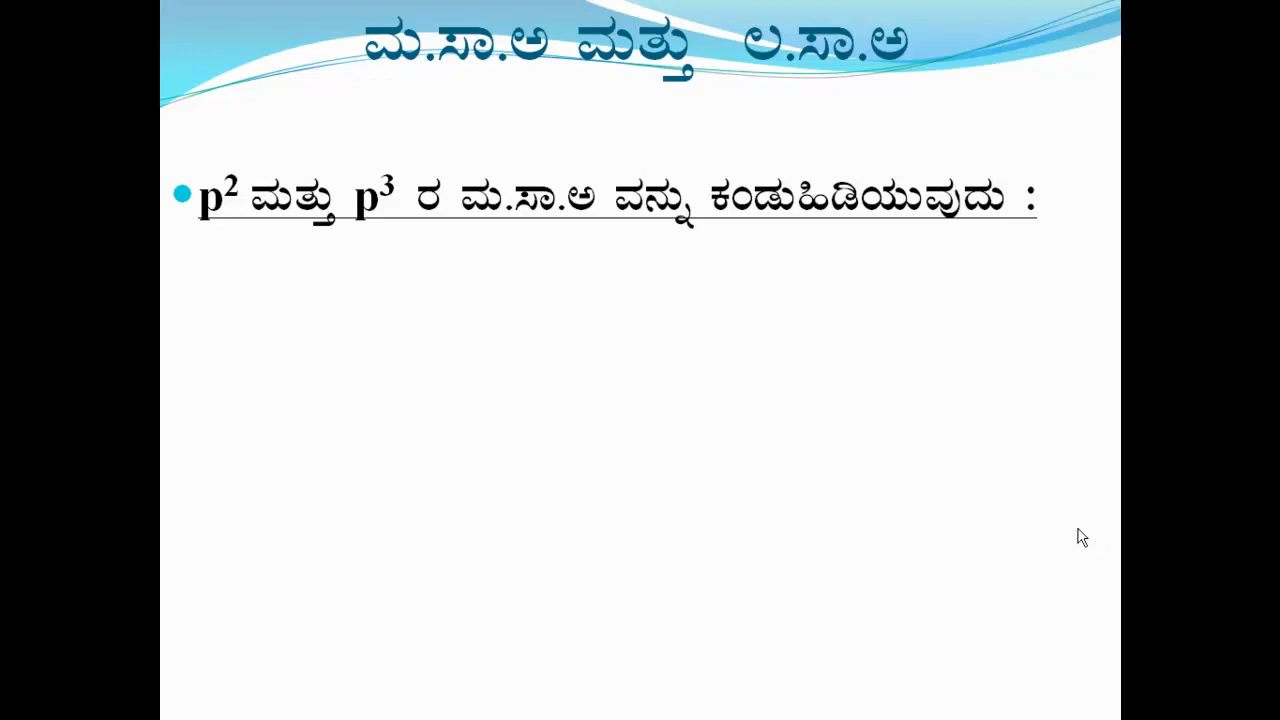 ಮ.ಸಾ.ಅ ಮತ್ತು ಲ.ಸಾ.ಅ
p² ಮತ್ತು p³ ರ ಮ.ಸಾ.ಅ ವನ್ನು ಕಂಡುಹಿಡಿಯುವುದು :